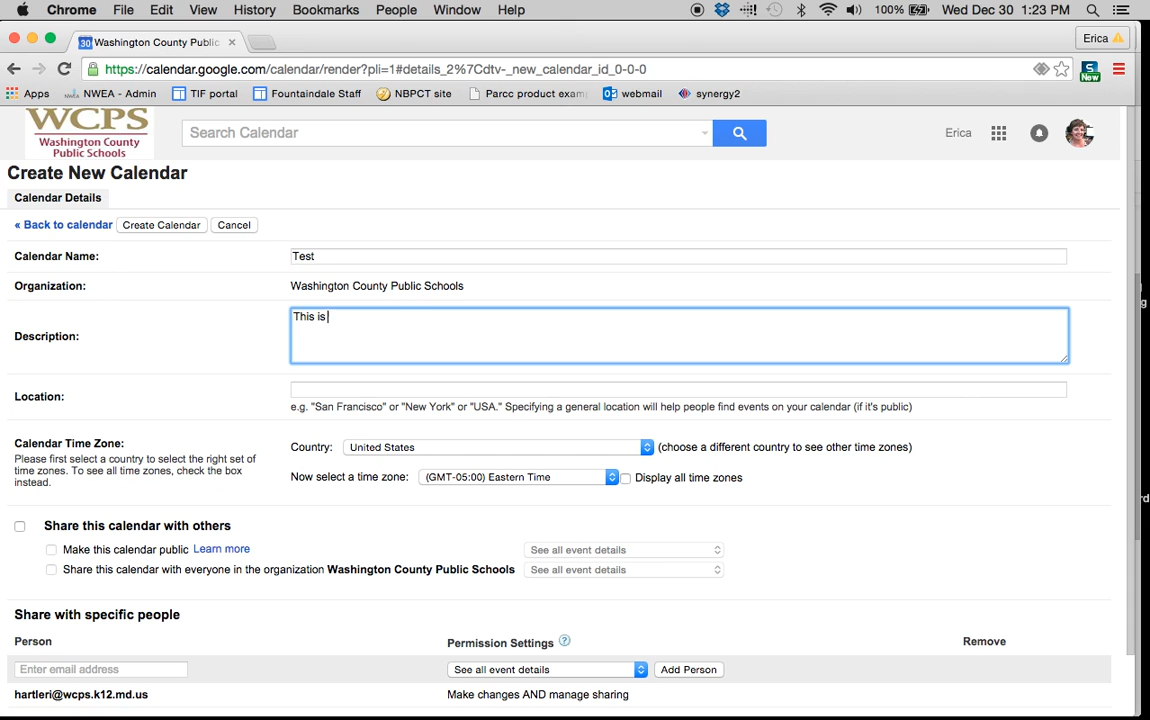 Chrome File Edit View History Bookmarks People Window Help 100% Wed Dec 30 1:23 PM
30 Washington County Public Erica
https://calendar.google.com/calendar/render?pli=1#details_2%7Cdtv-_new_calendar_id_0-0-0
Apps NWEA - Admin TIF portal Fountaindale Staff NBPCT site Parcc product exam webmail synergy2 New
WCPS
Washington County
Public Schools
Search Calendar Erica
Create New Calendar
Calendar Details
« Back to calendar Create Calendar Cancel
Calendar Name: Test
Organization: Washington County Public Schools
Description: This is
Location:
e.g. "San Francisco" or "New York" or "USA." Specifying a general location will help people find events on your calendar (if it's public)
Calendar Time Zone:
Please first select a country to select the right set of
time zones. To see all time zones, check the box
instead.
Country: United States (choose a different country to see other time zones)
Now select a time zone: (GMT-05:00) Eastern Time Display all time zones
Share this calendar with others
Make this calendar public Learn more See all event details
Share this calendar with everyone in the organization Washington County Public Schools See all event details
Share with specific people
Person Permission Settings ? Remove
Enter email address See all event details Add Person
hartleri@wcps.k12.md.us Make changes AND manage sharing